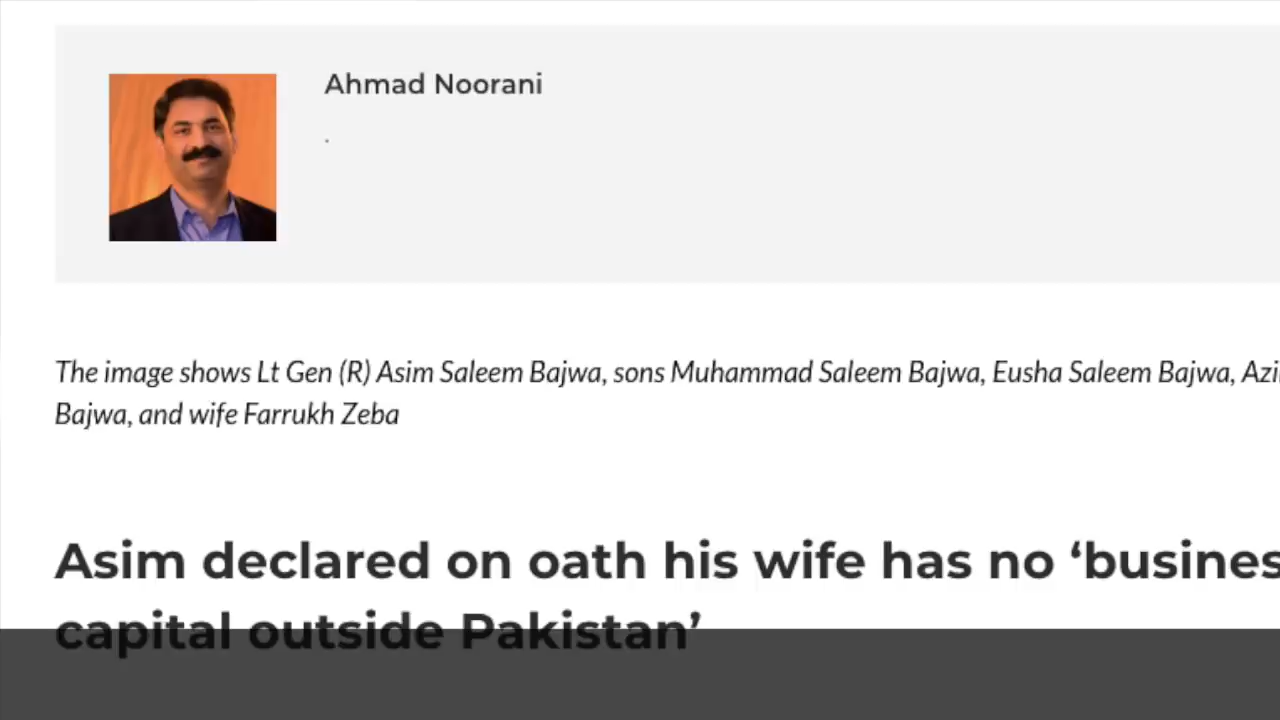 Ahmad Noorani
.
The image shows Lt Gen (R) Asim Saleem Bajwa, sons Muhammad Saleem Bajwa, Eusha Saleem Bajwa,
Bajwa, and wife Farrukh Zeba
Asim declared on oath his wife has no ‘busines
capital outside Pakistan’